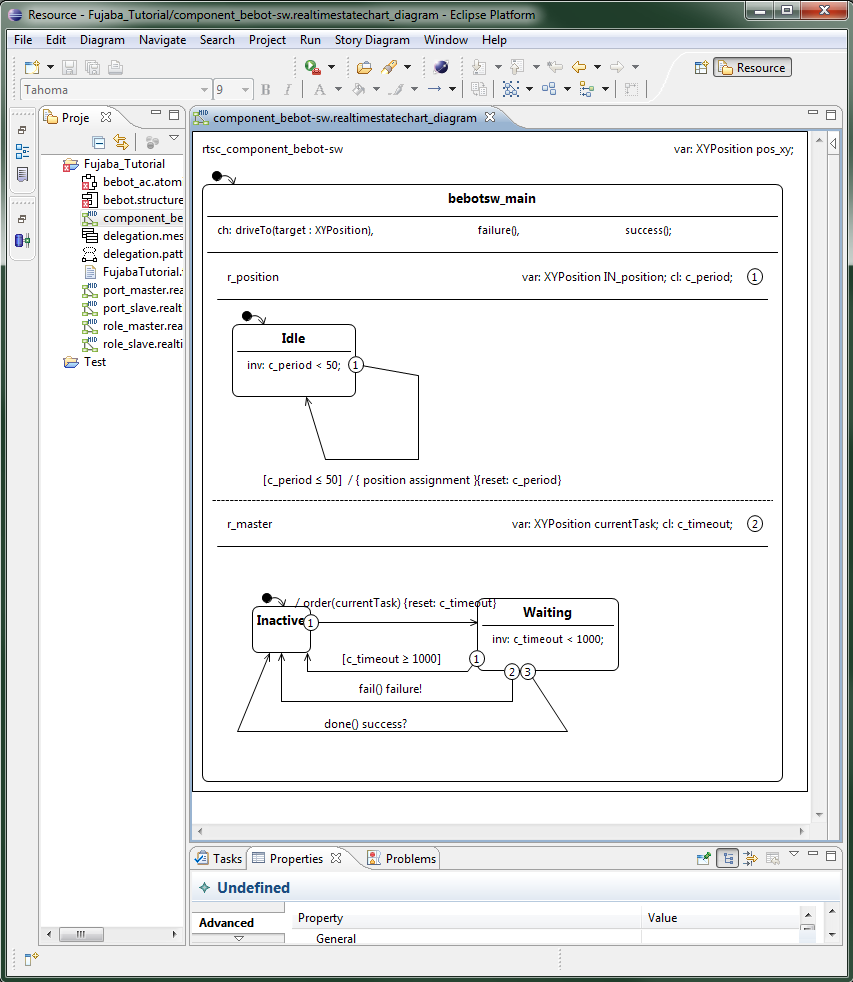 Resource - Fujaba_Tutorial/component_bebot-sw.realtimestatechart_diagram - Eclipse Platform
File Edit Diagram Navigate Search Project Run Story Diagram Window Help
Resource
Tahoma 9 B I A
Proje
component_bebot-sw.realtimestatechart_diagram
Fujaba_Tutorial
bebot_ac.atom
bebot.structure
component_be
delegation.mes
delegation.patt
FujabaTutorial.
port_master.rea
port_slave.realt
role_master.rea
role_slave.realti
Test
rtsc_component_bebot-sw var: XYPosition pos_xy;
bebotsw_main
ch: driveTo(target : XYPosition), failure(), success();
r_position var: XYPosition IN_position; cl: c_period; 1
Idle
inv: c_period < 50; 1
[c_period ≤ 50] / { position assignment }{reset: c_period}
r_master var: XYPosition currentTask; cl: c_timeout; 2
/ order(currentTask) {reset: c_timeout}
Inactive 1
Waiting
inv: c_timeout < 1000;
[c_timeout ≥ 1000] 1
2 3
fail() failure!
done() success?
Tasks Properties Problems
Undefined
Advanced
Property Value
General